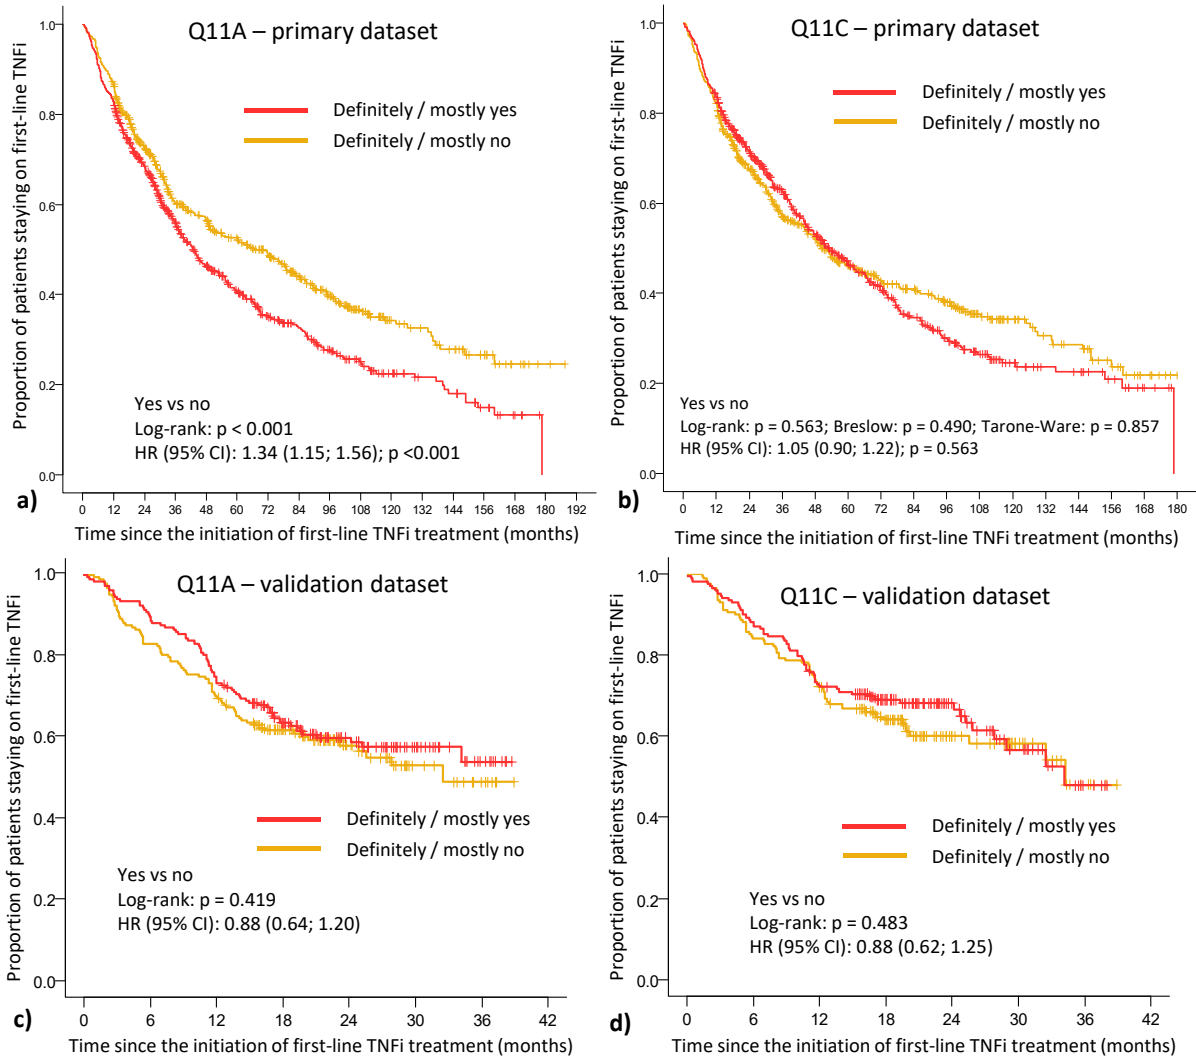 Q11A – primary dataset
Proportion of patients staying on first-line TNFi
1.0
0.8
0.6
0.4
0.2
0.0
Definitely / mostly yes
Definitely / mostly no
Yes vs no
Log-rank: p < 0.001
HR (95% CI): 1.34 (1.15; 1.56); p <0.001
a)
0 12 24 36 48 60 72 84 96 108 120 132 144 156 168 180 192
Time since the initiation of first-line TNFi treatment (months)
Q11C – primary dataset
Proportion of patients staying on first-line TNFi
1.0
0.8
0.6
0.4
0.2
0.0
Definitely / mostly yes
Definitely / mostly no
Yes vs no
Log-rank: p = 0.563; Breslow: p = 0.490; Tarone-Ware: p = 0.857
HR (95% CI): 1.05 (0.90; 1.22); p = 0.563
b)
0 12 24 36 48 60 72 84 96 108 120 132 144 156 168 180
Time since the initiation of first-line TNFi treatment (months)
Q11A – validation dataset
Proportion of patients staying on first-line TNFi
1.0
0.8
0.6
0.4
0.2
0.0
Definitely / mostly yes
Definitely / mostly no
Yes vs no
Log-rank: p = 0.419
HR (95% CI): 0.88 (0.64; 1.20)
c)
0 6 12 18 24 30 36 42
Time since the initiation of first-line TNFi treatment (months)
Q11C – validation dataset
Proportion of patients staying on first-line TNFi
1.0
0.8
0.6
0.4
0.2
0.0
Definitely / mostly yes
Definitely / mostly no
Yes vs no
Log-rank: p = 0.483
HR (95% CI): 0.88 (0.62; 1.25)
d)
0 6 12 18 24 30 36 42
Time since the initiation of first-line TNFi treatment (months)